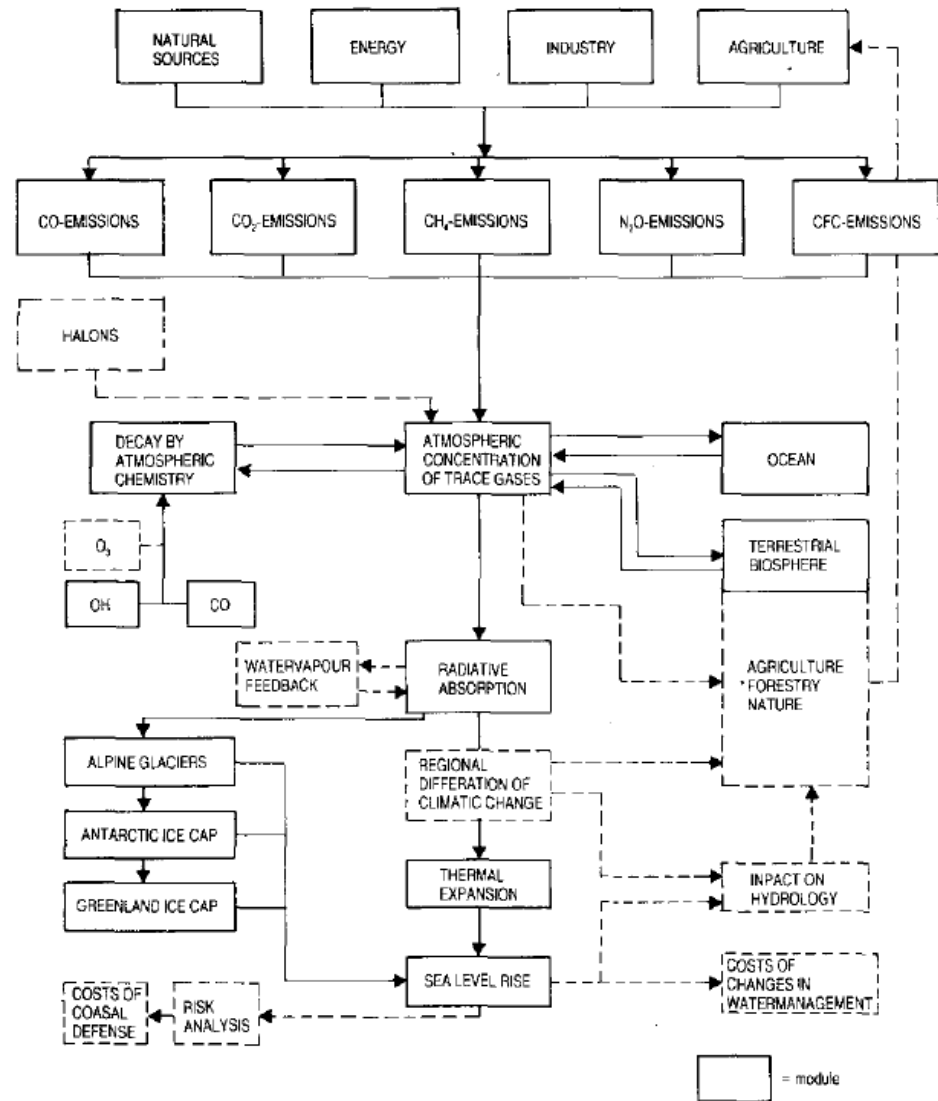 NATURAL
SOURCES
ENERGY
INDUSTRY
AGRICULTURE
CO-EMISSIONS
CO₂-EMISSIONS
CH₄-EMISSIONS
N₂O-EMISSIONS
CFC-EMISSIONS
HALONS
DECAY BY
ATMOSPHERIC
CHEMISTRY
ATMOSPHERIC
CONCENTRATION
OF TRACE GASES
OCEAN
O₃
OH
CO
TERRESTRIAL
BIOSPHERE
WATERVAPOUR
FEEDBACK
RADIATIVE
ABSORPTION
AGRICULTURE
FORESTRY
NATURE
ALPINE GLACIERS
REGIONAL
DIFFERATION OF
CLIMATIC CHANGE
ANTARCTIC ICE CAP
THERMAL
EXPANSION
INPACT ON
HYDROLOGY
GREENLAND ICE CAP
SEA LEVEL RISE
COSTS OF
CHANGES IN
WATERMANAGEMENT
COSTS OF
COASAL
DEFENSE
RISK
ANALYSIS
= module